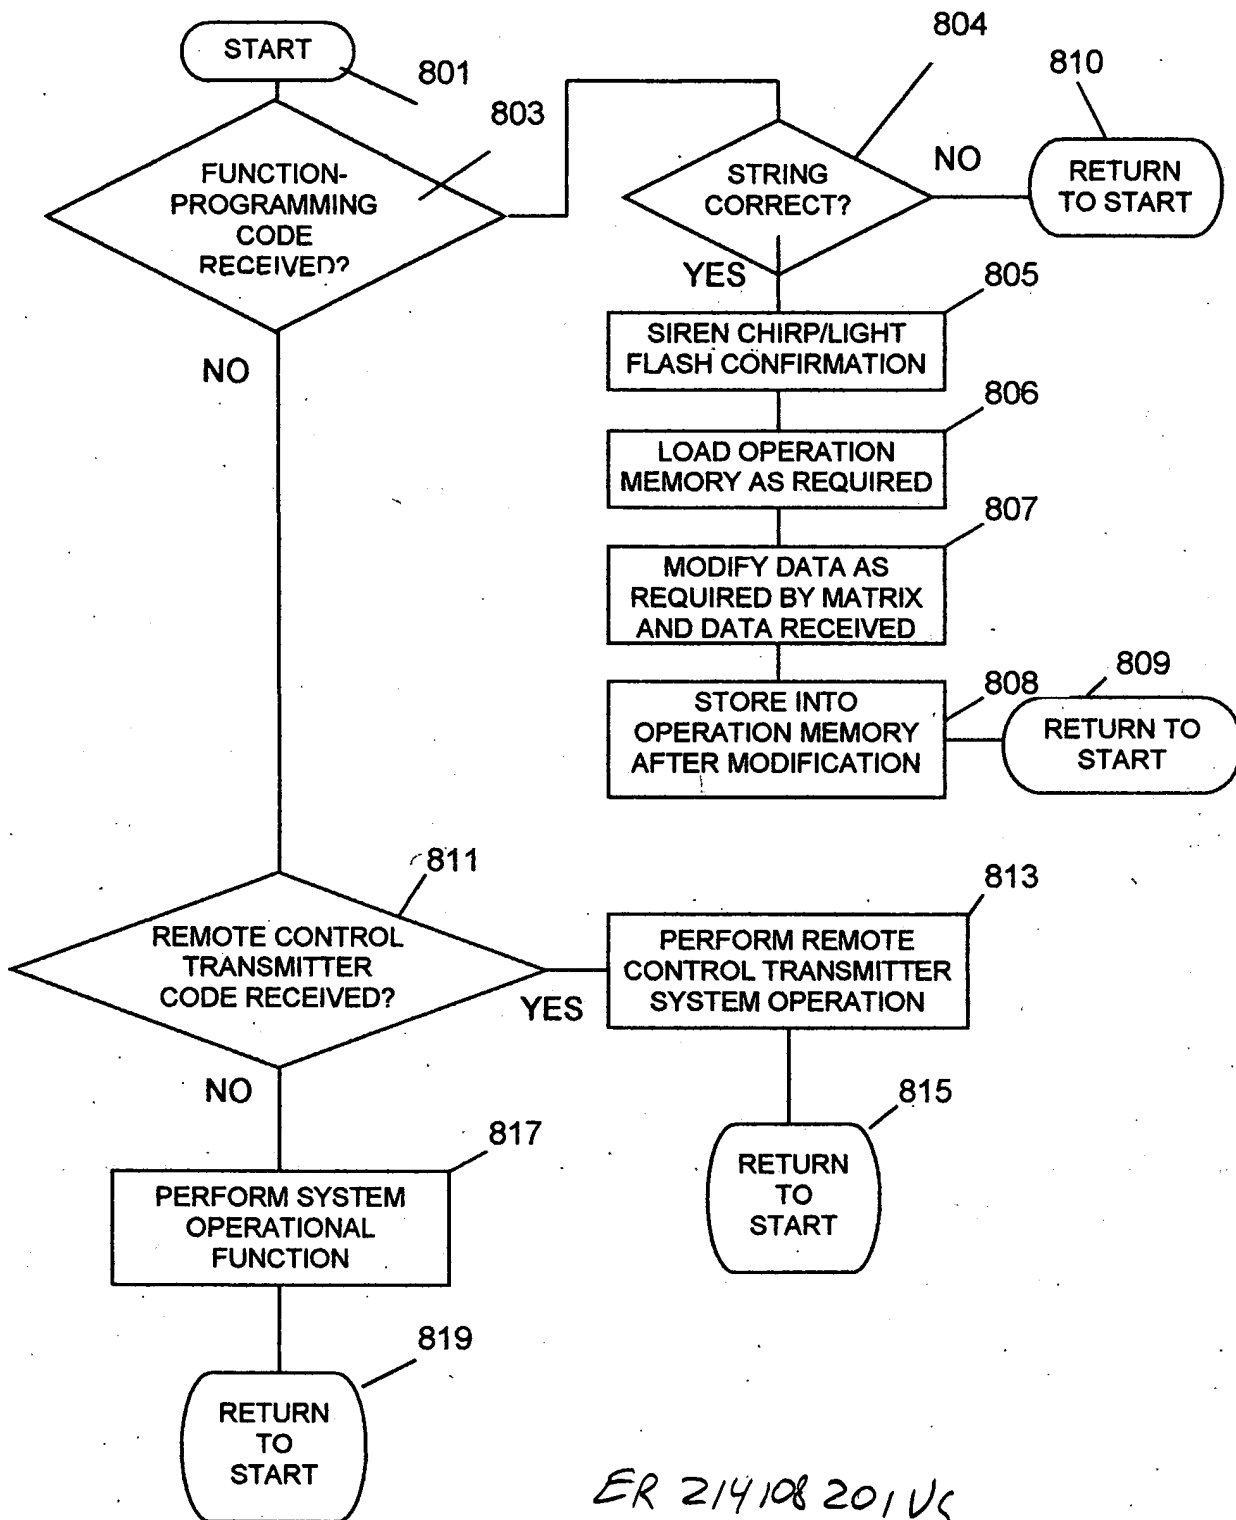 START
801
803
FUNCTION-
PROGRAMMING
CODE
RECEIVED?
NO
804
STRING
CORRECT?
NO
810
RETURN
TO START
YES
805
SIREN CHIRP/LIGHT
FLASH CONFIRMATION
806
LOAD OPERATION
MEMORY AS REQUIRED
807
MODIFY DATA AS
REQUIRED BY MATRIX
AND DATA RECEIVED
808
STORE INTO
OPERATION MEMORY
AFTER MODIFICATION
809
RETURN TO
START
811
REMOTE CONTROL
TRANSMITTER
CODE RECEIVED?
YES
813
PERFORM REMOTE
CONTROL TRANSMITTER
SYSTEM OPERATION
815
RETURN
TO
START
NO
817
PERFORM SYSTEM
OPERATIONAL
FUNCTION
819
RETURN
TO
START
ER 214108 201 US